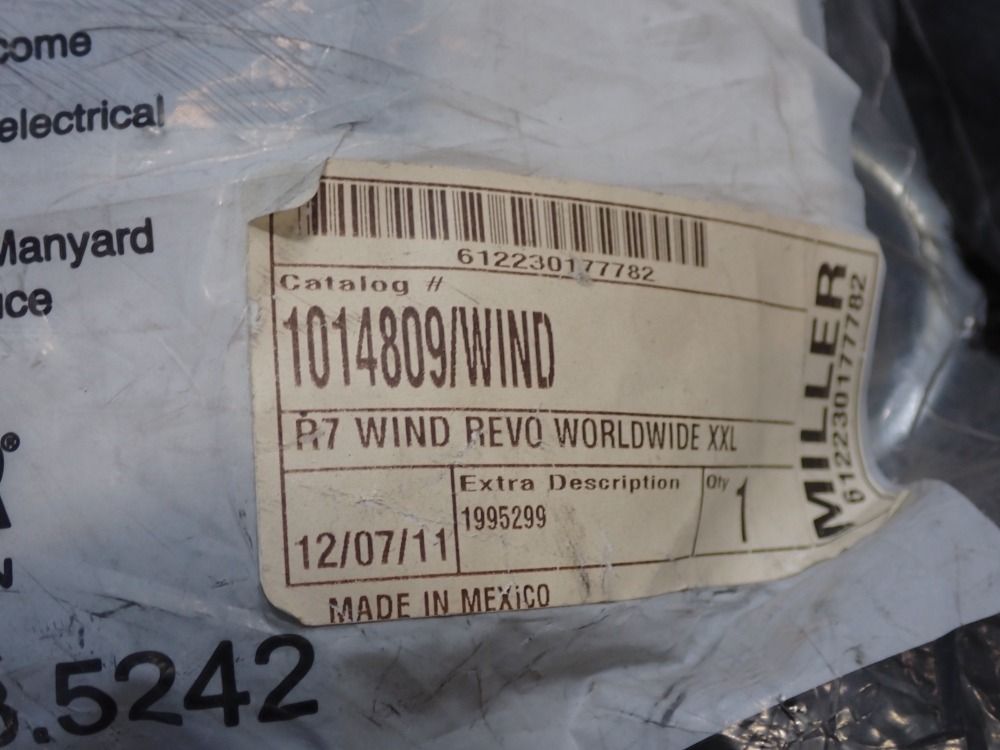 come
electrical
Manyard
®
.5242
612230177782
Catalog #
1014809/WIND
R7 WIND REVO WORLDWIDE XXL
Extra Description
1995299
Qty 1
12/07/11
MADE IN MEXICO
MILLER
612230177782